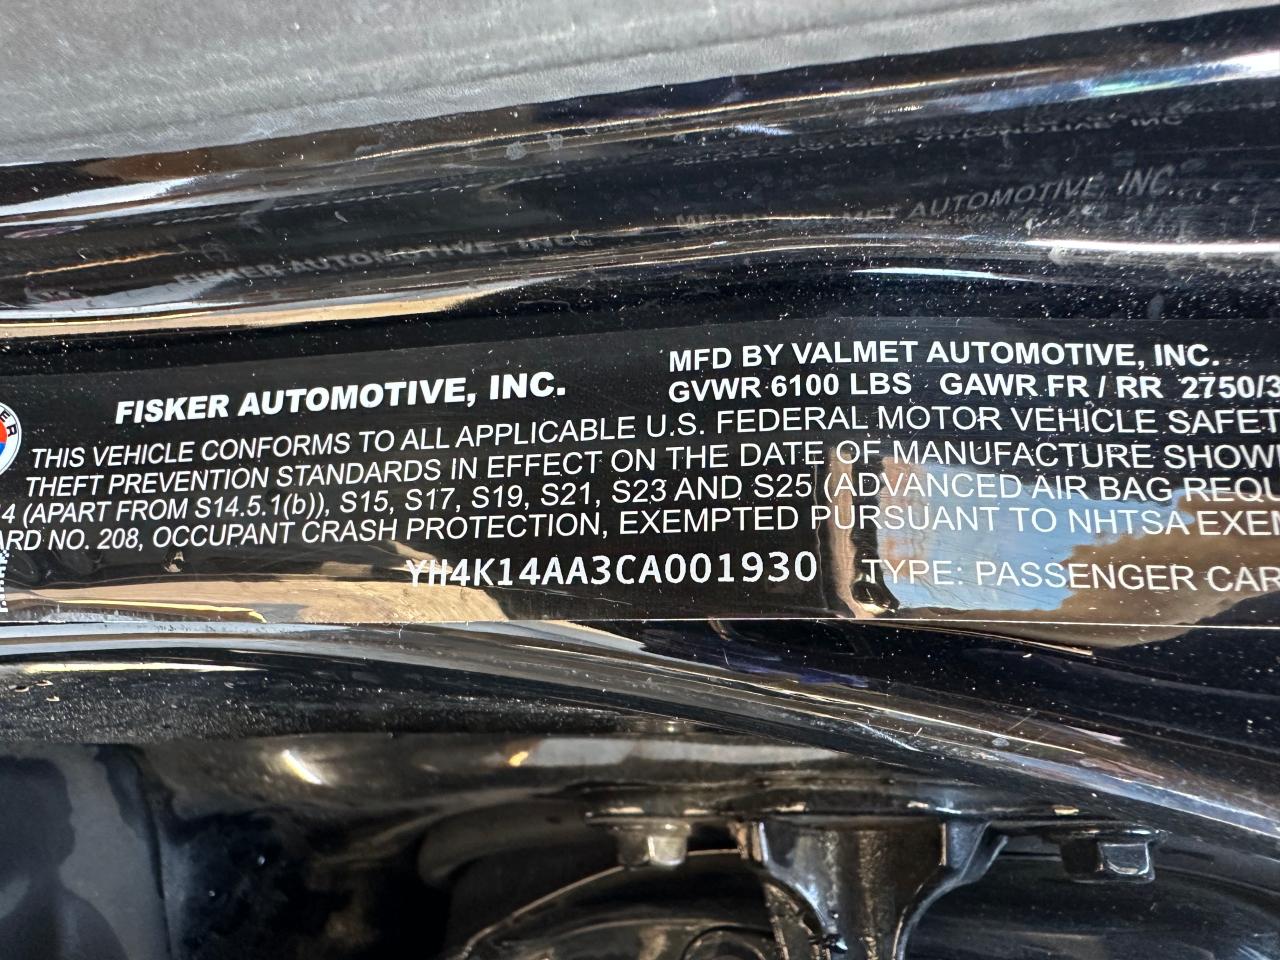 FISKER AUTOMOTIVE, INC.
MFD BY VALMET AUTOMOTIVE, INC.
GVWR 6100 LBS GAWR FR / RR 2750/3
THIS VEHICLE CONFORMS TO ALL APPLICABLE U.S. FEDERAL MOTOR VEHICLE SAFET
THEFT PREVENTION STANDARDS IN EFFECT ON THE DATE OF MANUFACTURE SHOW
4 (APART FROM S14.5.1(b)), S15, S17, S19, S21, S23 AND S25 (ADVANCED AIR BAG REQU
ARD NO. 208, OCCUPANT CRASH PROTECTION, EXEMPTED PURSUANT TO NHTSA EXEM
YH4K14AA3CA001930 TYPE: PASSENGER CAR